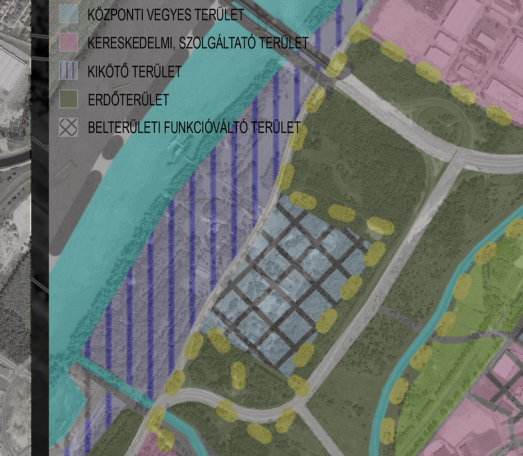 KÖZPONTI VEGYES TERÜLET
KERESKEDELMI, SZOLGÁLTATÓ TERÜLET
KIKÖTŐ TERÜLET
ERDŐTERÜLET
BELTERÜLETI FUNKCIÓVÁLTÓ TERÜLET